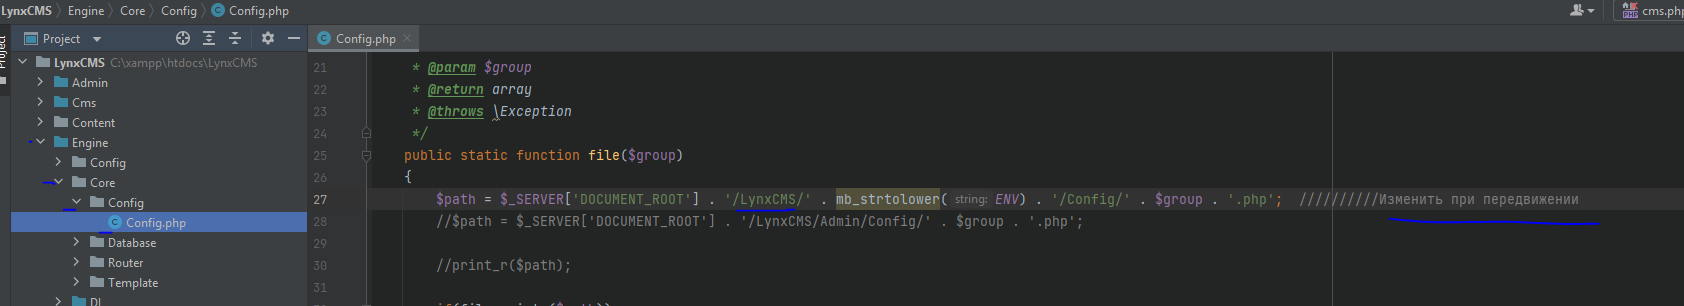 LynxCMS Engine Core Config Config.php cms.php
Project
Project
Config.php
LynxCMS C:\xampp\htdocs\LynxCMS
Admin
Cms
Content
Engine
Config
Core
Config
Config.php
Database
Router
Template
DI
21 * @param $group
22 * @return array
23 * @throws \Exception
24 */
25 public static function file($group)
26 {
27 $path = $_SERVER['DOCUMENT_ROOT'] . '/LynxCMS/' . mb_strtolower( string: ENV) . '/Config/' . $group . '.php'; //////////Изменить при передвижении
28 //$path = $_SERVER['DOCUMENT_ROOT'] . '/LynxCMS/Admin/Config/' . $group . '.php';
29
30 //print_r($path);
31